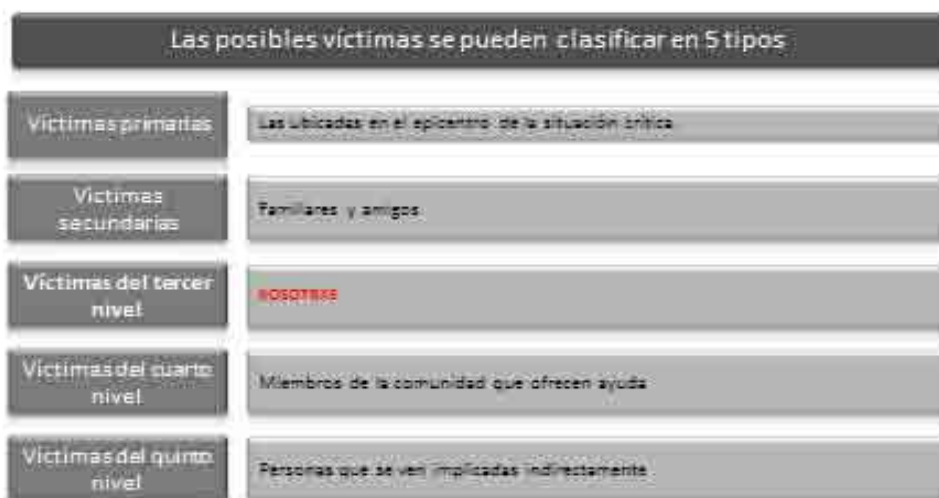 Las posibles víctimas se pueden clasificar en 5 tipos
Víctimas primarias
Las ubicadas en el epicentro de la situación crítica
Víctimas
secundarias
Familiares y amigos
Víctimas del tercer
nivel
NOSOTRAS
Víctimas del cuarto
nivel
Miembros de la comunidad que ofrecen ayuda
Víctimas del quinto
nivel
Personas que se ven implicadas indirectamente